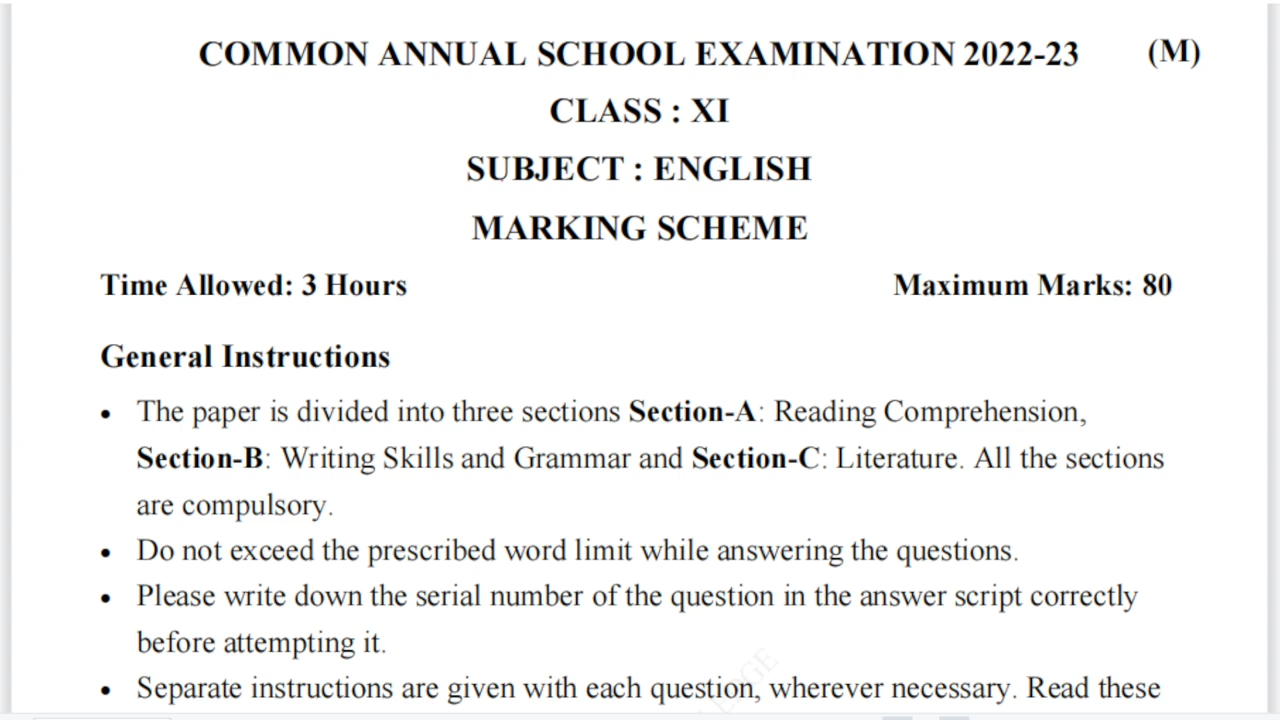 COMMON ANNUAL SCHOOL EXAMINATION 2022-23 (M)
CLASS : XI
SUBJECT : ENGLISH
MARKING SCHEME
Time Allowed: 3 Hours Maximum Marks: 80
General Instructions
• The paper is divided into three sections Section-A: Reading Comprehension,
Section-B: Writing Skills and Grammar and Section-C: Literature. All the sections
are compulsory.
• Do not exceed the prescribed word limit while answering the questions.
• Please write down the serial number of the question in the answer script correctly
before attempting it.
• Separate instructions are given with each question, wherever necessary. Read these